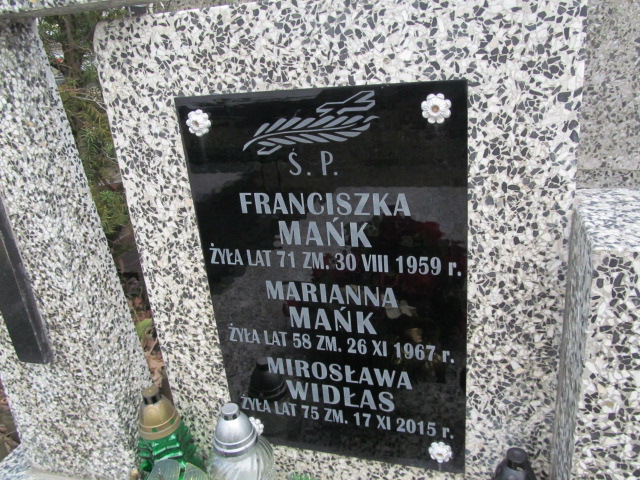 Ś. P.
FRANCISZKA
MAŃK
ŻYŁA LAT 71 ZM. 30 VIII 1959 r.
MARIANNA
MAŃK
ŻYŁA LAT 58 ZM. 26 XI 1967 r.
MIROSŁAWA
WIDŁAS
ŻYŁA LAT 75 ZM. 17 XI 2015 r.